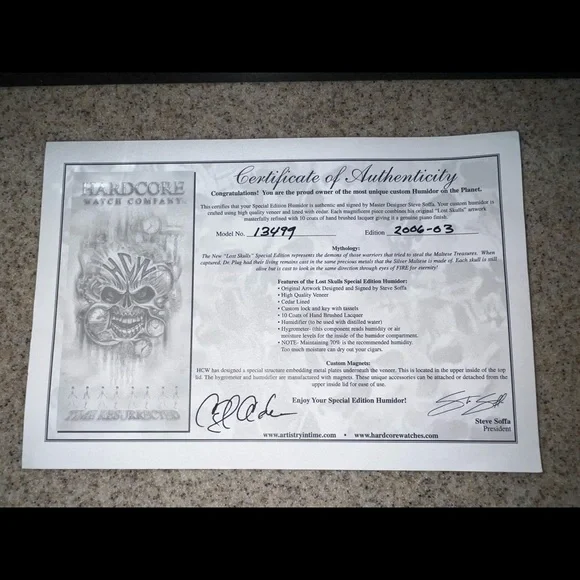 HARDCORE
WATCH COMPANY
TIME RESURRECTED
Certificate of Authenticity
Congratulations! You are the proud owner of the most unique custom Humidor on the Planet.
This certifies that your Special Edition Humidor is authentic and signed by Master Designer Steve Soffa. Your custom humidor is
crafted using high quality veneer and lined with cedar. Each magnificent piece combines his original "Lost Skulls" artwork
masterfully refined with 10 coats of hand brushed lacquer giving it a genuine piano finish.
Model No. 13499 Edition 2006-03
Mythology:
The New "Lost Skulls" Special Edition represents the demons of those warriors that tried to steal the Maltese Treasures. When
captured, Dr. Plug had their living remains cast in the same precious metals that the Silver Maltese is made of. Each skull is still
alive but is cast to look in the same direction through eyes of FIRE for eternity!
Features of the Lost Skulls Special Edition Humidor:
• Original Artwork Designed and Signed by Steve Soffa
• High Quality Veneer
• Cedar Lined
• Custom lock and key with tassels
• 10 Coats of Hand Brushed Lacquer
• Humidifier (to be used with distilled water)
• Hygrometer- (this component reads humidity or air
moisture levels for the inside of the humidor compartment.
• NOTE- Maintaining 70% is the recommended humidity.
Too much moisture can dry out your cigars.
Custom Magnets:
HCW has designed a special structure embedding metal plates underneath the veneer. This is located in the upper inside of the top
lid. The hygrometer and humidifier are manufactured with magnets. These unique accessories can be attached or detached from the
upper inside lid for ease of use.
Enjoy Your Special Edition Humidor!
Steve Soffa
President
www.artistryintime.com • www.hardcorewatches.com